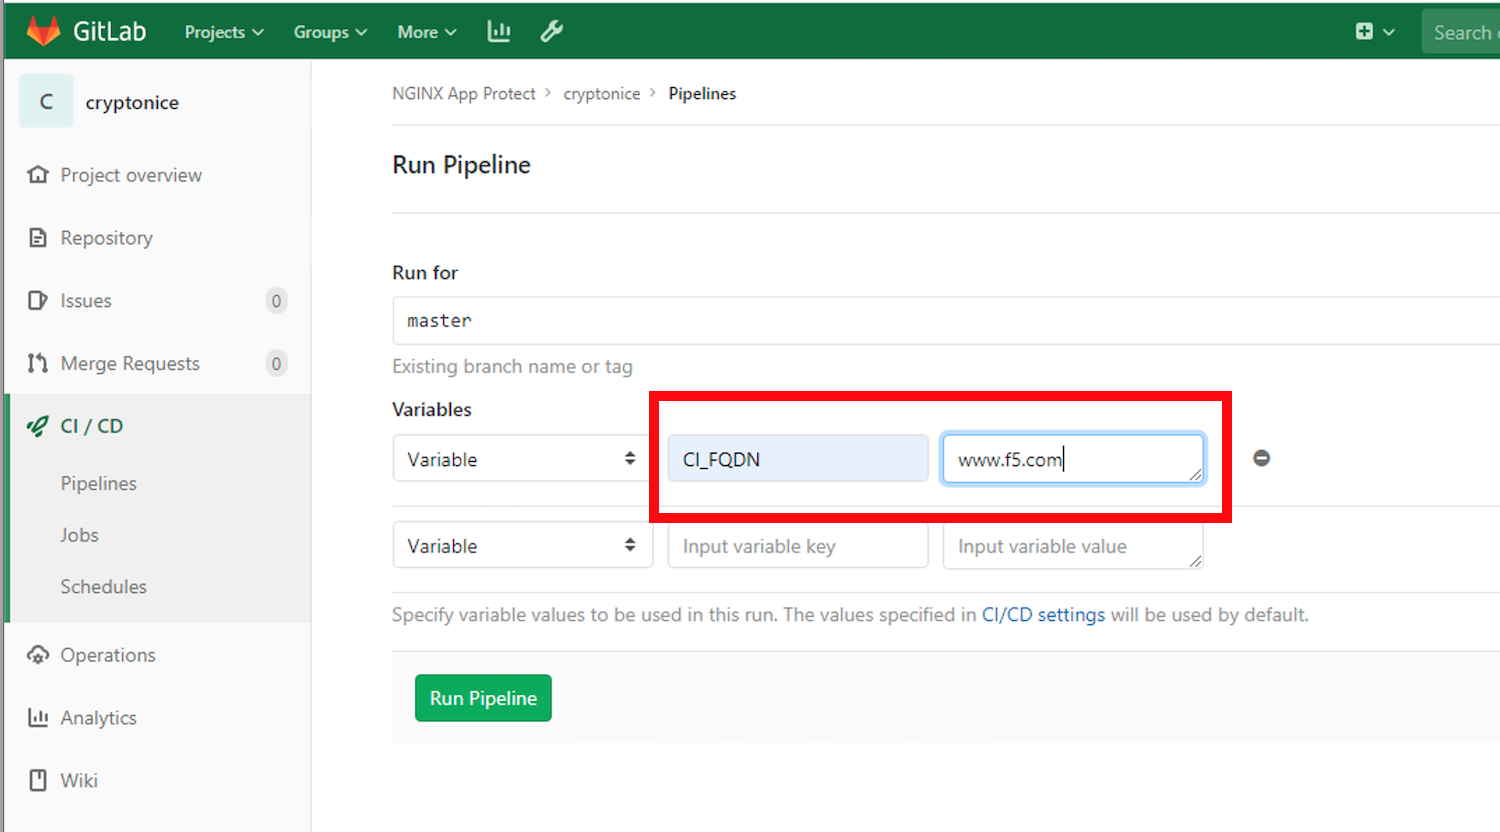 GitLab Projects Groups More Search
C cryptonice
Project overview
Repository
Issues 0
Merge Requests 0
CI / CD
Pipelines
Jobs
Schedules
Operations
Analytics
Wiki
NGINX App Protect > cryptonice > Pipelines
Run Pipeline
Run for
master
Existing branch name or tag
Variables
Variable CI_FQDN www.f5.com
Variable Input variable key Input variable value
Specify variable values to be used in this run. The values specified in CI/CD settings will be used by default.
Run Pipeline